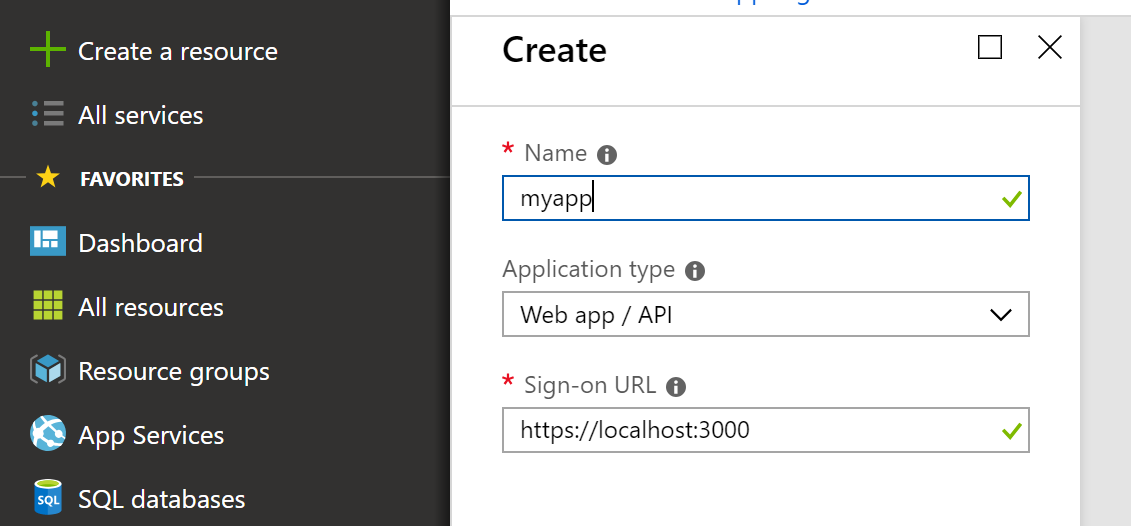 Create a resource
All services
FAVORITES
Dashboard
All resources
Resource groups
App Services
SQL
SQL databases
Create
* Name
myapp
Application type
Web app / API
* Sign-on URL
https://localhost:3000